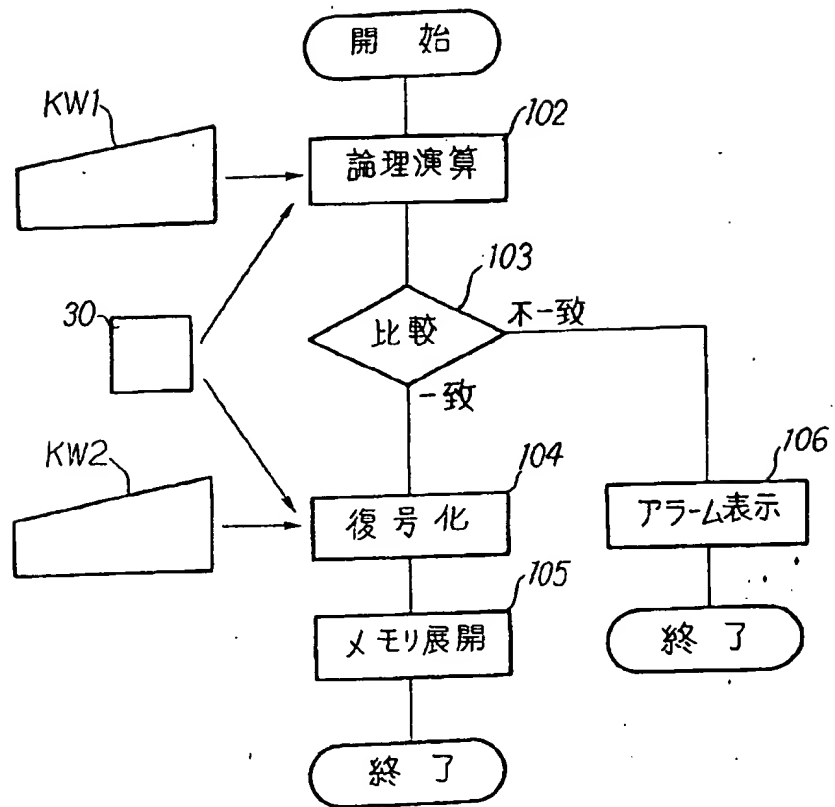 開始
KW1
102
論理演算
103
30
比較
不一致
一致
KW2
104
106
復号化
アラーム表示
105
メモリ展開
終了
終了